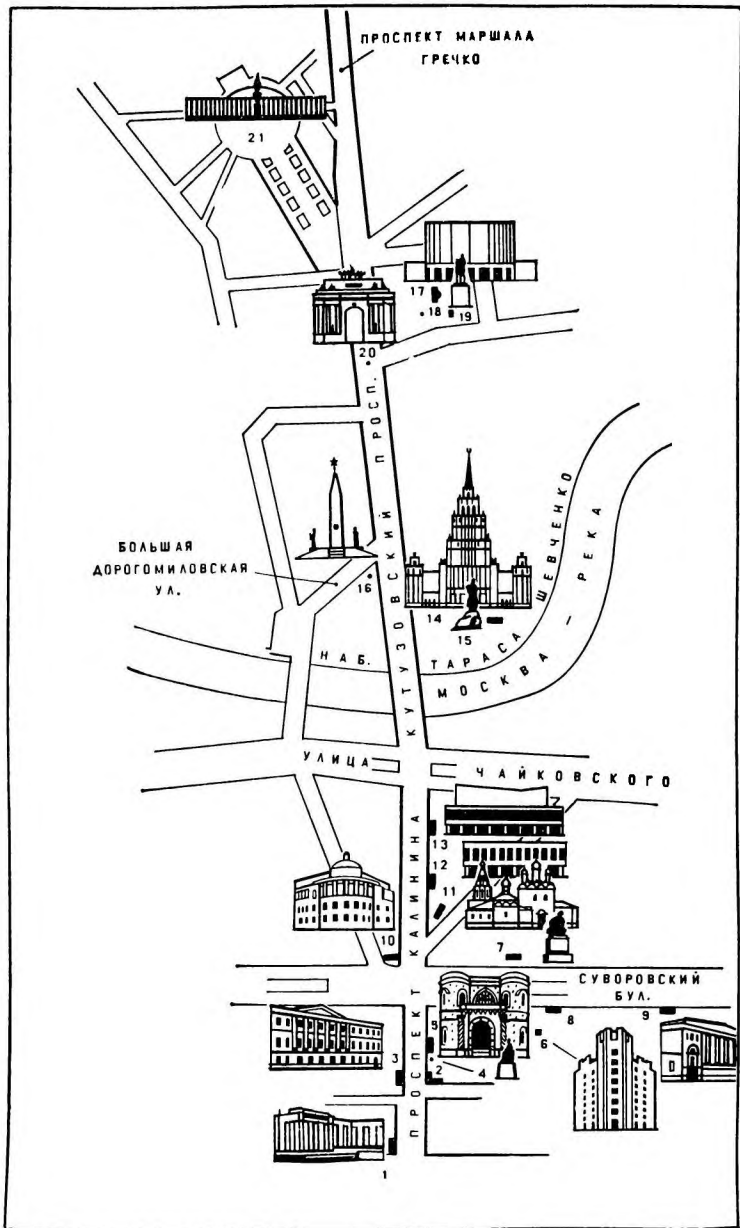 ПРОСПЕКТ МАРШАЛА
ГРЕЧКО
21
17
18
19
20
КУТУЗОВСКИЙ ПРОСП.
БОЛЬШАЯ
ДОРОГОМИЛОВСКАЯ
УЛ.
16
14
15
НАБ. ТАРАСА ШЕВЧЕНКО
МОСКВА - РЕКА
УЛИЦА ЧАЙКОВСКОГО
13
12
11
10
7
ПРОСПЕКТ КАЛИНИНА
СУВОРОВСКИЙ
БУЛ.
5
8
9
6
3
2
4
1